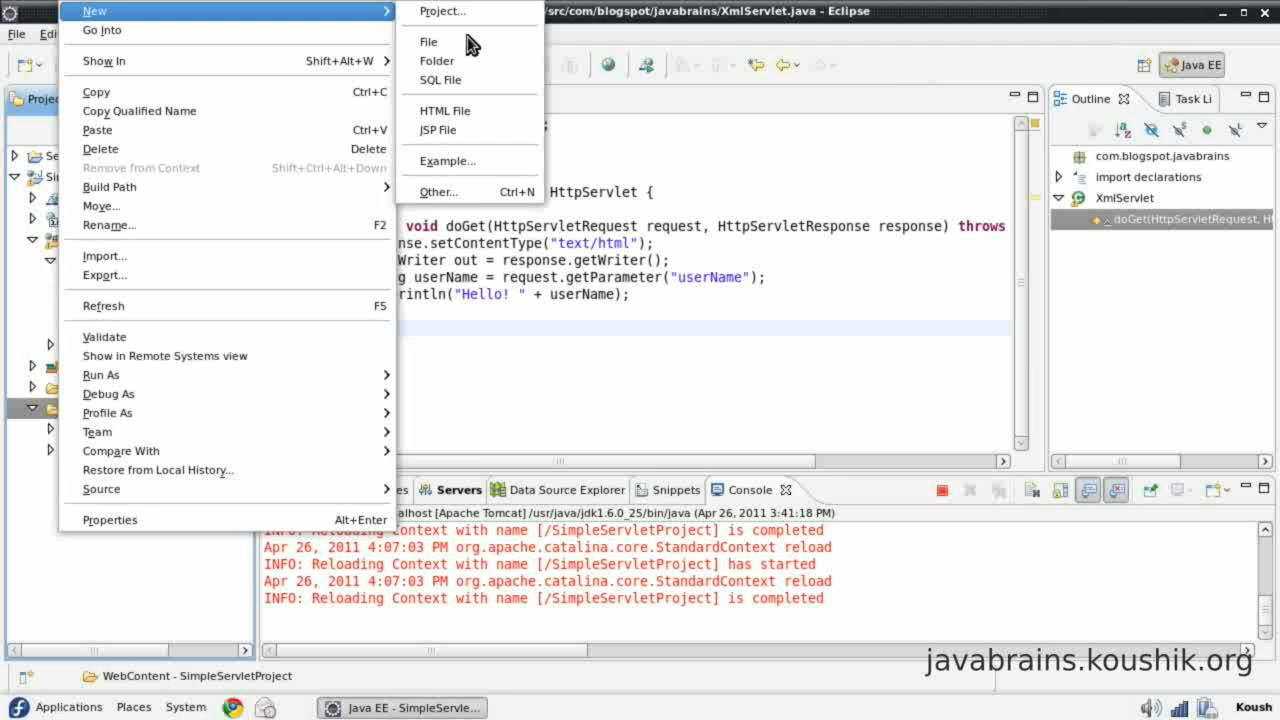 New
Project...
/src/com/blogspot/javabrains/XmlServlet.java - Eclipse
File
Go Into
File
Folder
Show In Shift+Alt+W
Java EE
SQL File
Copy Ctrl+C
Copy Qualified Name
HTML File
Outline
Task Li
Paste Ctrl+V
JSP File
;
Delete Delete
Remove from Context Shift+Ctrl+Alt+Down
Example...
com.blogspot.javabrains
Build Path
import declarations
Move...
Other... Ctrl+N
HttpServlet {
XmlServlet
Rename... F2
void doGet(HttpServletRequest request, HttpServletResponse response) throws
doGet(HttpServletRequest, H
nse.setContentType("text/html");
Import...
Writer out = response.getWriter();
Export...
g userName = request.getParameter("userName");
rintln("Hello! " + userName);
Refresh F5
Validate
Show in Remote Systems view
Run As
Debug As
Profile As
Team
Compare With
Restore from Local History...
Source
es Servers Data Source Explorer Snippets Console
Properties Alt+Enter
alhost [Apache Tomcat] /usr/java/jdk1.6.0_25/bin/java (Apr 26, 2011 3:41:18 PM)
INFO: Reloading Context with name [/SimpleServletProject] is completed
Apr 26, 2011 4:07:03 PM org.apache.catalina.core.StandardContext reload
INFO: Reloading Context with name [/SimpleServletProject] has started
Apr 26, 2011 4:07:03 PM org.apache.catalina.core.StandardContext reload
INFO: Reloading Context with name [/SimpleServletProject] is completed
javabrains.koushik.org
WebContent - SimpleServletProject
Applications Places System
Java EE - SimpleServle...
Koush